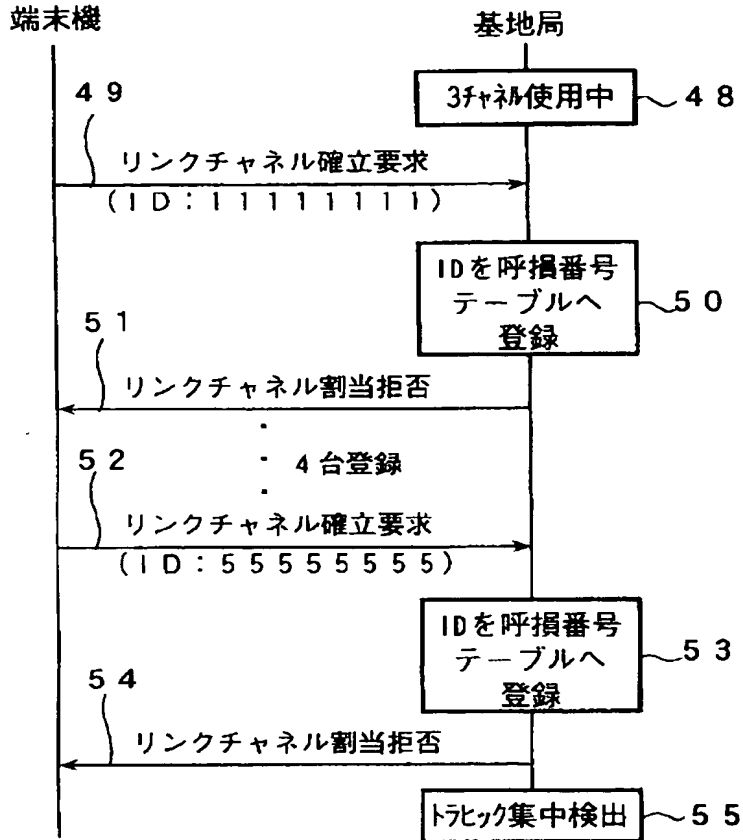 端末機
基地局
3チャネル使用中
48
49
リンクチャネル確立要求
(ID:11111111)
IDを呼損番号
テーブルへ
登録
50
51
リンクチャネル割当拒否
4台登録
52
リンクチャネル確立要求
(ID:55555555)
IDを呼損番号
テーブルへ
登録
53
54
リンクチャネル割当拒否
トラヒック集中検出
55